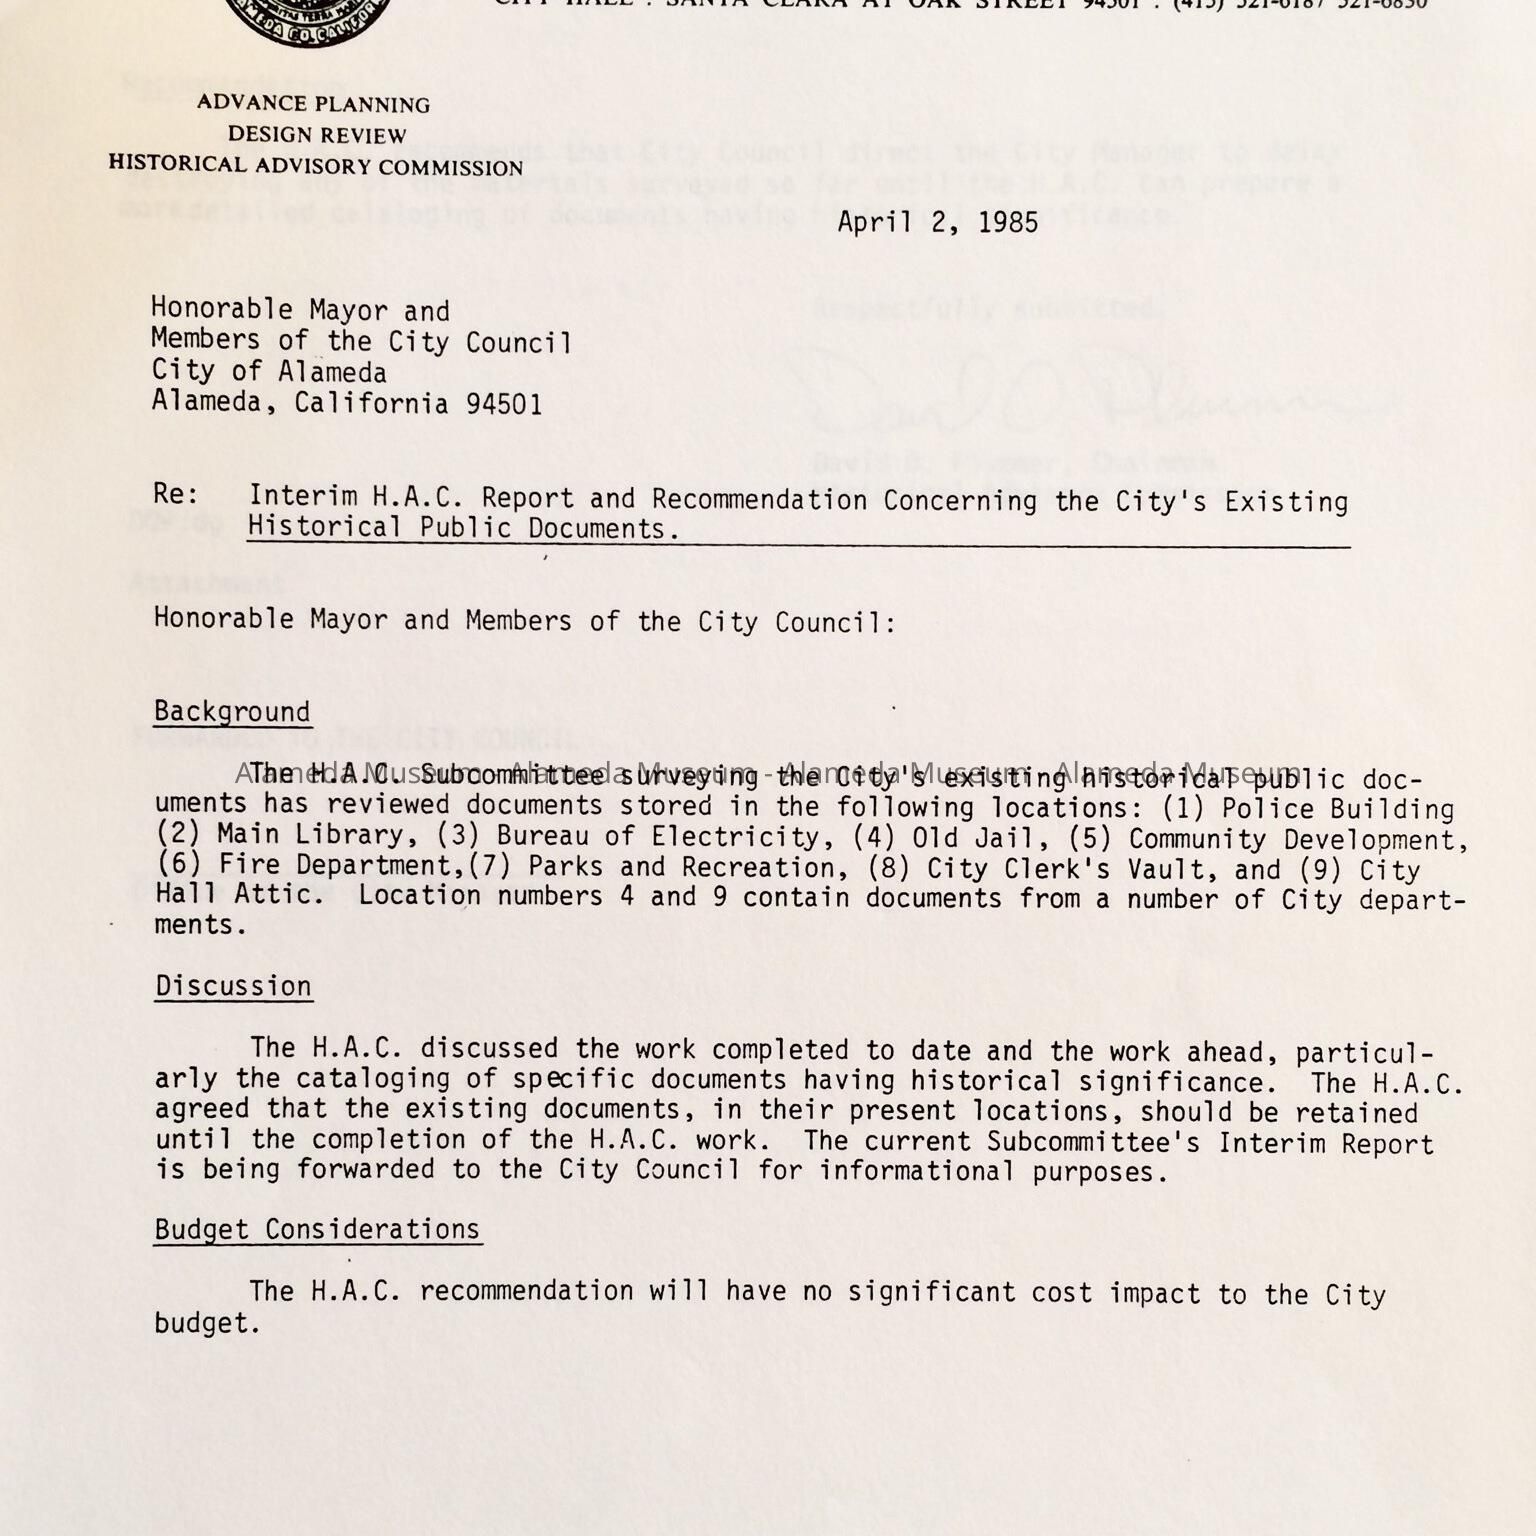 CITY HALL . SANTA CLARA AT OAK STREET 94501 . (415) 521-6187 521-6830
ADVANCE PLANNING
DESIGN REVIEW
HISTORICAL ADVISORY COMMISSION
April 2, 1985
Honorable Mayor and
Members of the City Council
City of Alameda
Alameda, California 94501
Re: Interim H.A.C. Report and Recommendation Concerning the City's Existing
Historical Public Documents.
Honorable Mayor and Members of the City Council:
Background
The H.A.C. Subcommittee surveying the City's existing historical public doc-
Alameda Museum - Alameda Museum - Alameda Museum - Alameda Museum
uments has reviewed documents stored in the following locations: (1) Police Building
(2) Main Library, (3) Bureau of Electricity, (4) Old Jail, (5) Community Development,
(6) Fire Department,(7) Parks and Recreation, (8) City Clerk's Vault, and (9) City
Hall Attic. Location numbers 4 and 9 contain documents from a number of City depart-
ments.
Discussion
The H.A.C. discussed the work completed to date and the work ahead, particul-
arly the cataloging of specific documents having historical significance. The H.A.C.
agreed that the existing documents, in their present locations, should be retained
until the completion of the H.A.C. work. The current Subcommittee's Interim Report
is being forwarded to the City Council for informational purposes.
Budget Considerations
The H.A.C. recommendation will have no significant cost impact to the City
budget.